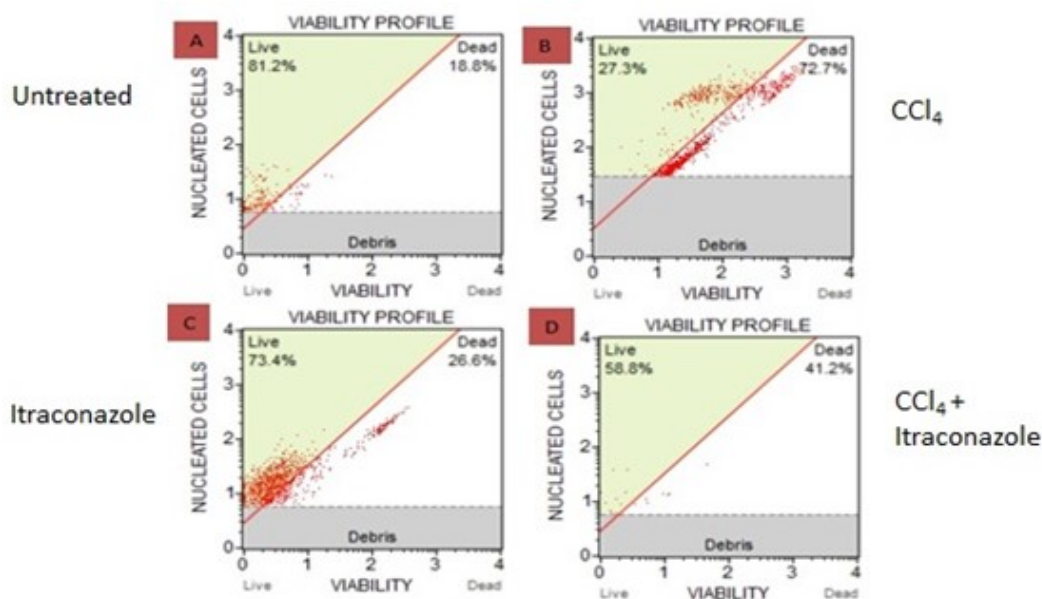 Untreated
A
VIABILITY PROFILE
Live
81.2%
Dead
18.8%
NUCLEATED CELLS
4
3
2
1
0
Debris
0 1 2 3 4
Live VIABILITY Dead
B
VIABILITY PROFILE
Live
27.3%
Dead
72.7%
NUCLEATED CELLS
4
3
2
1
0
Debris
0 1 2 3 4
Live VIABILITY Dead
CCl₄
Itraconazole
C
VIABILITY PROFILE
Live
73.4%
Dead
26.6%
NUCLEATED CELLS
4
3
2
1
0
Debris
0 1 2 3 4
Live VIABILITY Dead
D
VIABILITY PROFILE
Live
58.8%
Dead
41.2%
NUCLEATED CELLS
4
3
2
1
0
Debris
0 1 2 3 4
Live VIABILITY Dead
CCl₄ +
Itraconazole